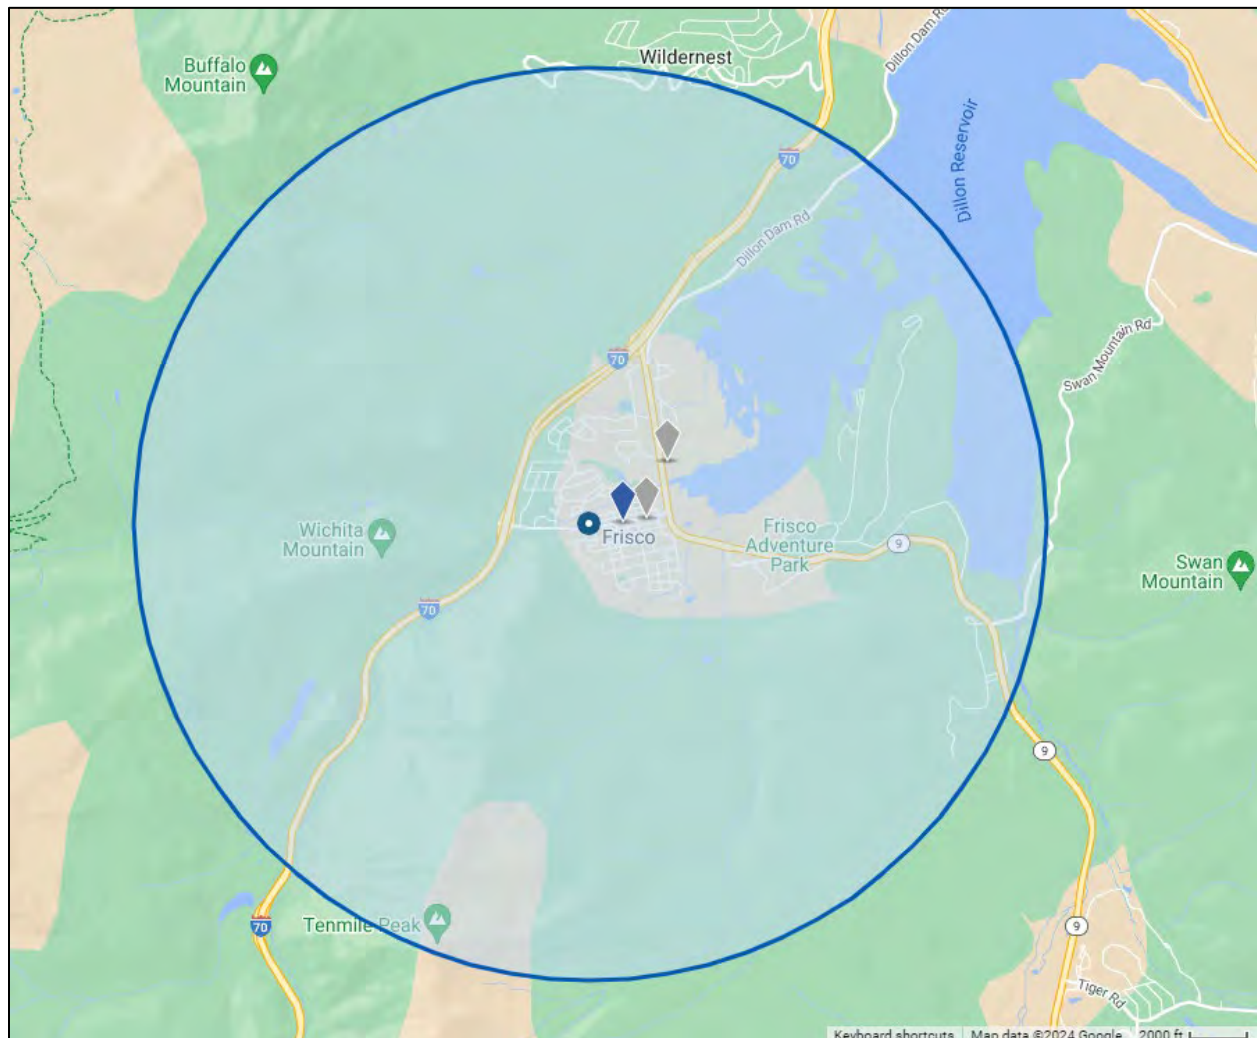 Wildernest
Buffalo
Mountain
Dillon Dam Rd
70
Dillon Reservoir
Dillon Dam Rd
Swan Mountain Rd
70
Wichita
Mountain
Frisco
Frisco
Adventure
Park
9
Swan
Mountain
70
9
Tenmile Peak
70
9
Tiger Rd
Keyboard shortcuts
Map data ©2024 Google
2000 ft